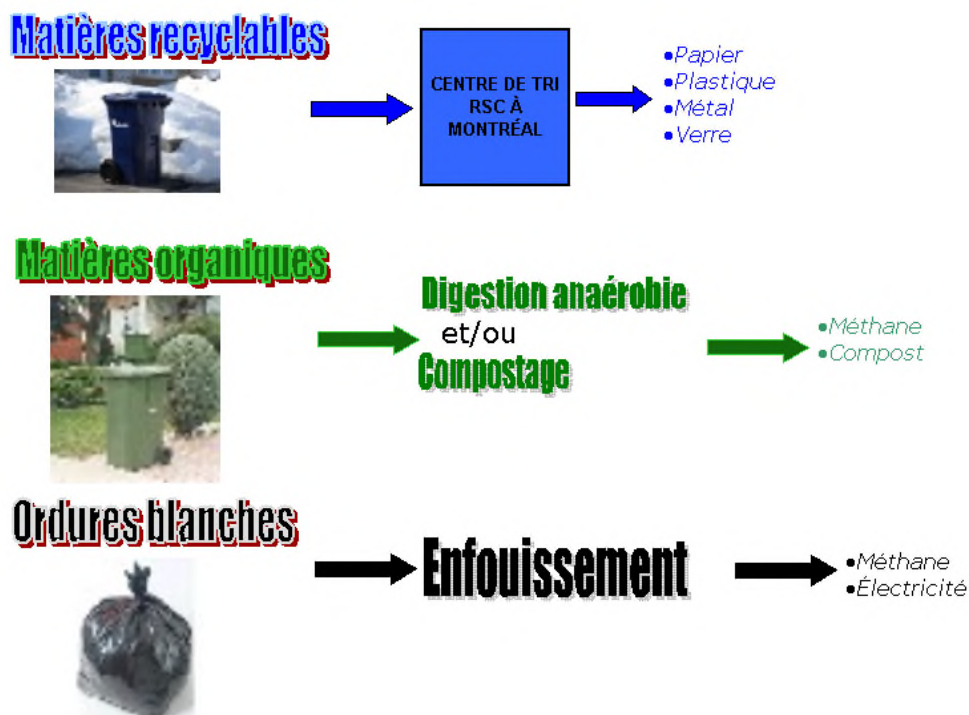 Matières recyclables
CENTRE DE TRI
RSC À
MONTRÉAL
•Papier
•Plastique
•Métal
•Verre
Matières organiques
Digestion anaérobie
et/ou
Compostage
•Méthane
•Compost
Ordures blanches
Enfouissement
•Méthane
•Électricité